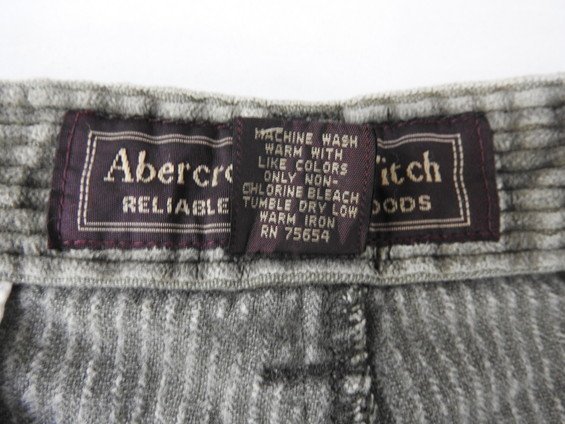 Abercro
itch
RELIABLE
OODS
MACHINE WASH
WARM WITH
LIKE COLORS
ONLY NON-
CHLORINE BLEACH
TUMBLE DRY LOW
WARM IRON
RN 75654